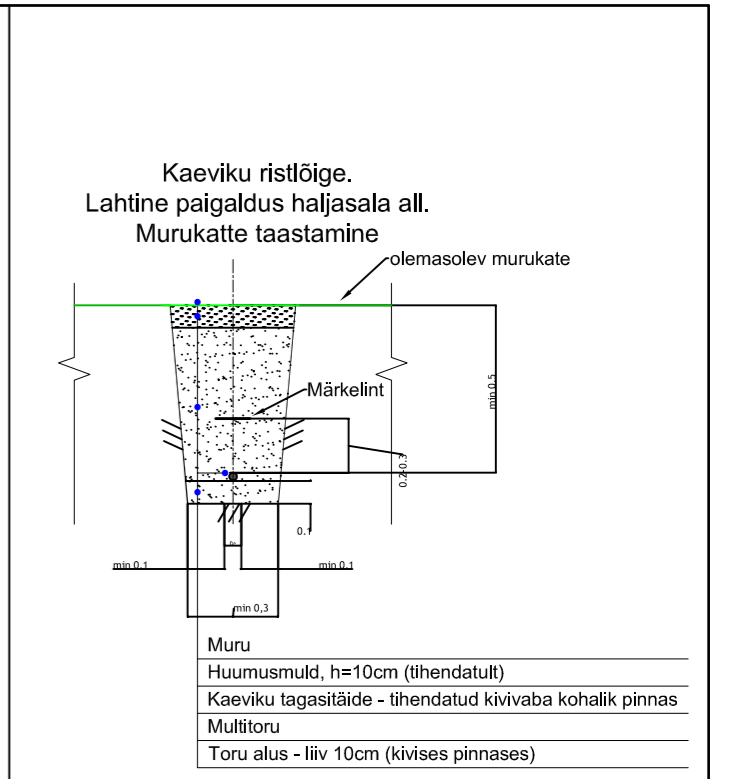 Kaeviku ristlõige.
Lahtine paigaldus haljasala all.
Murukatte taastamine
olemasolev murukate
min 0.5
Märkelint
0.2-0.3
0.1
min 0.1
min 0.1
min 0,3
Muru
Huumusmuld, h=10cm (tihendatult)
Kaeviku tagasitäide - tihendatud kivivaba kohalik pinnas
Multitoru
Toru alus - liiv 10cm (kivises pinnases)